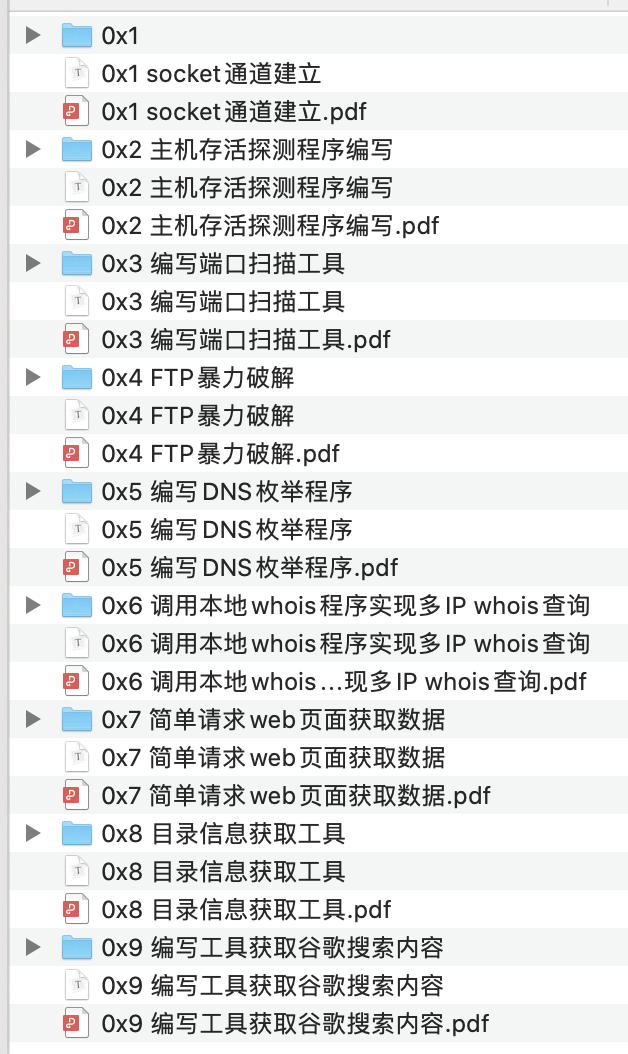 0x1
0x1 socket通道建立
0x1 socket通道建立.pdf
0x2 主机存活探测程序编写
0x2 主机存活探测程序编写
0x2 主机存活探测程序编写.pdf
0x3 编写端口扫描工具
0x3 编写端口扫描工具
0x3 编写端口扫描工具.pdf
0x4 FTP暴力破解
0x4 FTP暴力破解
0x4 FTP暴力破解.pdf
0x5 编写DNS枚举程序
0x5 编写DNS枚举程序
0x5 编写DNS枚举程序.pdf
0x6 调用本地whois程序实现多IP whois查询
0x6 调用本地whois程序实现多IP whois查询
0x6 调用本地whois...现多IP whois查询.pdf
0x7 简单请求web页面获取数据
0x7 简单请求web页面获取数据
0x7 简单请求web页面获取数据.pdf
0x8 目录信息获取工具
0x8 目录信息获取工具
0x8 目录信息获取工具.pdf
0x9 编写工具获取谷歌搜索内容
0x9 编写工具获取谷歌搜索内容
0x9 编写工具获取谷歌搜索内容.pdf